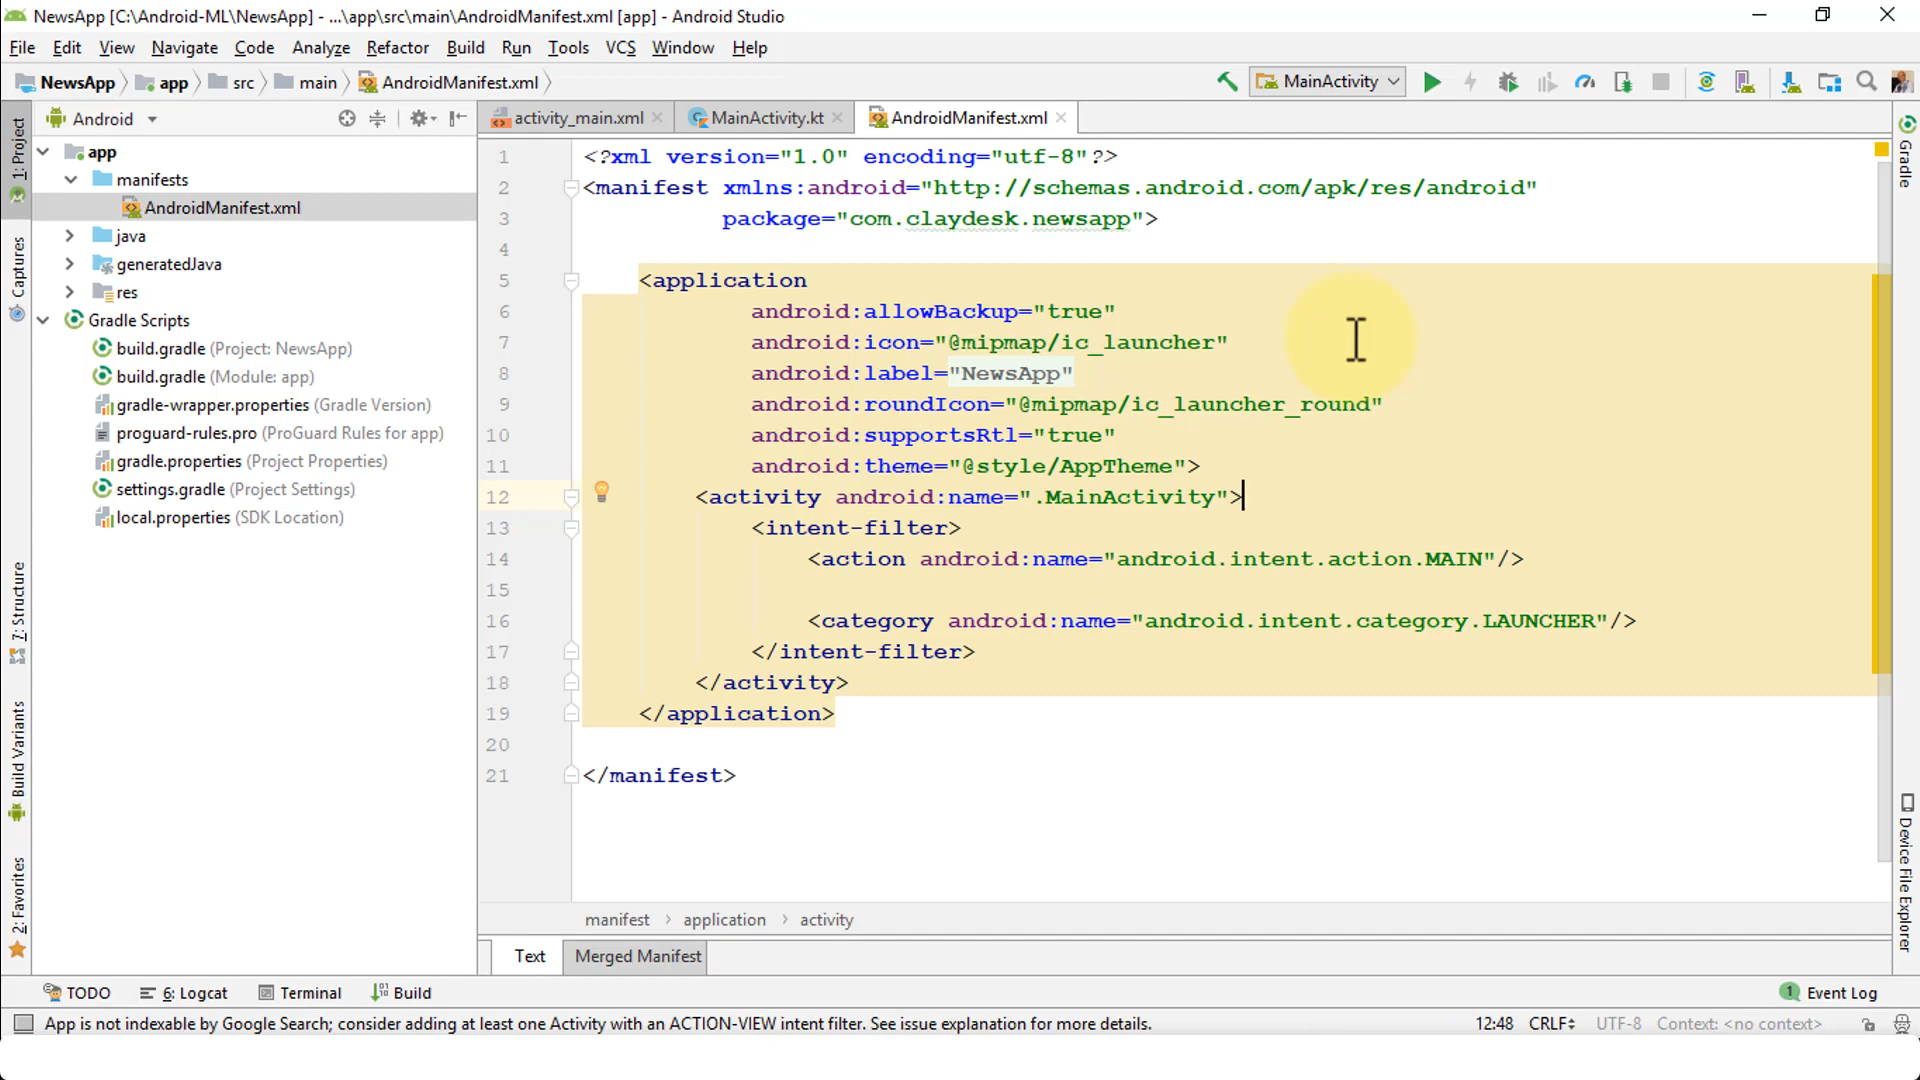 NewsApp [C:\Android-ML\NewsApp] - ...\app\src\main\AndroidManifest.xml [app] - Android Studio
File Edit View Navigate Code Analyze Refactor Build Run Tools VCS Window Help
NewsApp app src main AndroidManifest.xml MainActivity
Android
activity_main.xml MainActivity.kt AndroidManifest.xml
1: Project
Captures
7: Structure
Build Variants
2: Favorites
app
manifests
AndroidManifest.xml
java
generatedJava
res
Gradle Scripts
build.gradle (Project: NewsApp)
build.gradle (Module: app)
gradle-wrapper.properties (Gradle Version)
proguard-rules.pro (ProGuard Rules for app)
gradle.properties (Project Properties)
settings.gradle (Project Settings)
local.properties (SDK Location)
1 <?xml version="1.0" encoding="utf-8"?>
2 <manifest xmlns:android="http://schemas.android.com/apk/res/android"
3 package="com.claydesk.newsapp">
4
5 <application
6 android:allowBackup="true"
7 android:icon="@mipmap/ic_launcher"
8 android:label="NewsApp"
9 android:roundIcon="@mipmap/ic_launcher_round"
10 android:supportsRtl="true"
11 android:theme="@style/AppTheme">
12 <activity android:name=".MainActivity">
13 <intent-filter>
14 <action android:name="android.intent.action.MAIN"/>
15
16 <category android:name="android.intent.category.LAUNCHER"/>
17 </intent-filter>
18 </activity>
19 </application>
20
21 </manifest>
manifest application activity
Text Merged Manifest
Gradle
Device File Explorer
TODO 6: Logcat Terminal Build 1 Event Log
App is not indexable by Google Search; consider adding at least one Activity with an ACTION-VIEW intent filter. See issue explanation for more details. 12:48 CRLF UTF-8 Context: <no context>